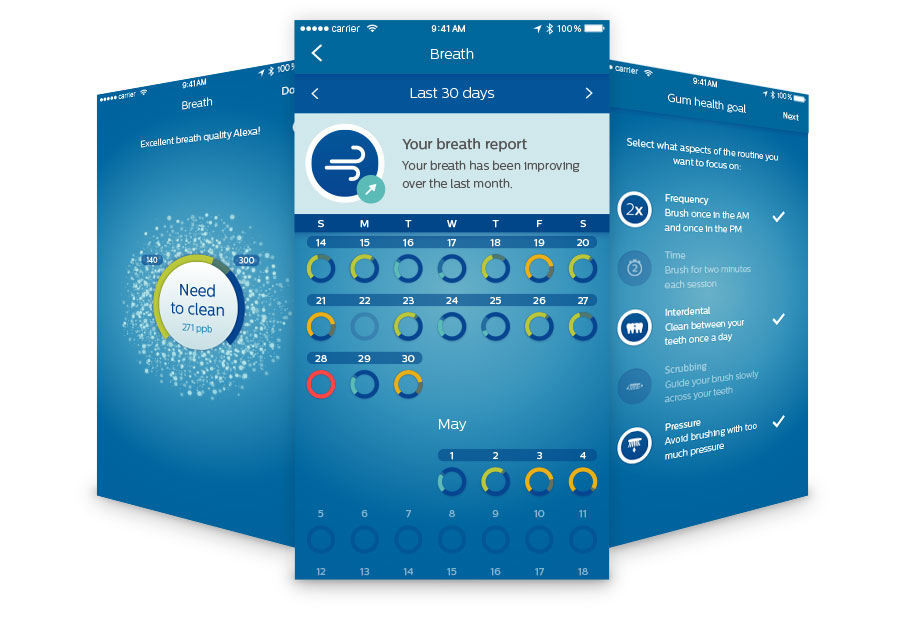 carrier
9:41 AM
100%
Breath
Excellent breath quality Alexa!
140
300
Need
to clean
271 ppb
carrier
9:41 AM
100%
Breath
Last 30 days
Your breath report
Your breath has been improving
over the last month.
S M T W T F S
14 15 16 17 18 19 20
21 22 23 24 25 26 27
28 29 30
May
1 2 3 4
5 6 7 8 9 10 11
12 13 14 15 16 17 18
carrier
9:41 AM
100%
Gum health goal
Next
Select what aspects of the routine you
want to focus on:
2x
Frequency
Brush once in the AM
and once in the PM
2
Time
Brush for two minutes
each session
Interdental
Clean between your
teeth once a day
Scrubbing
Guide your brush slowly
across your teeth
Pressure
Avoid brushing with too
much pressure